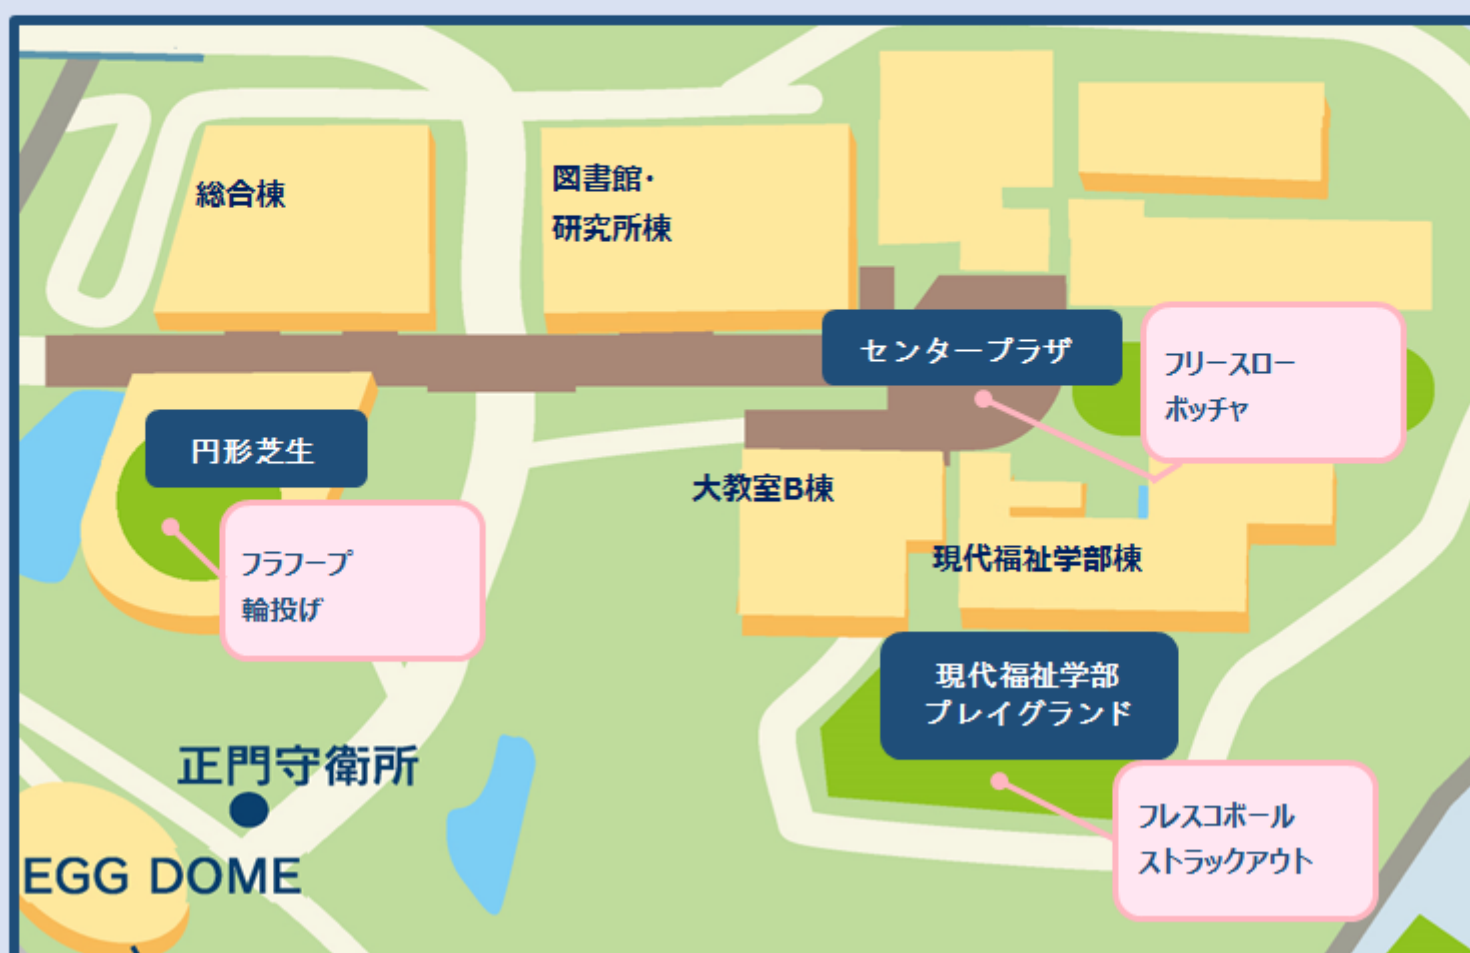 総合棟
図書館・
研究所棟
センタープラザ
フリースロー
ボッチャ
円形芝生
フラフープ
輪投げ
大教室B棟
現代福祉学部棟
現代福祉学部
プレイグランド
フレスコボール
ストラックアウト
正門守衛所
EGG DOME